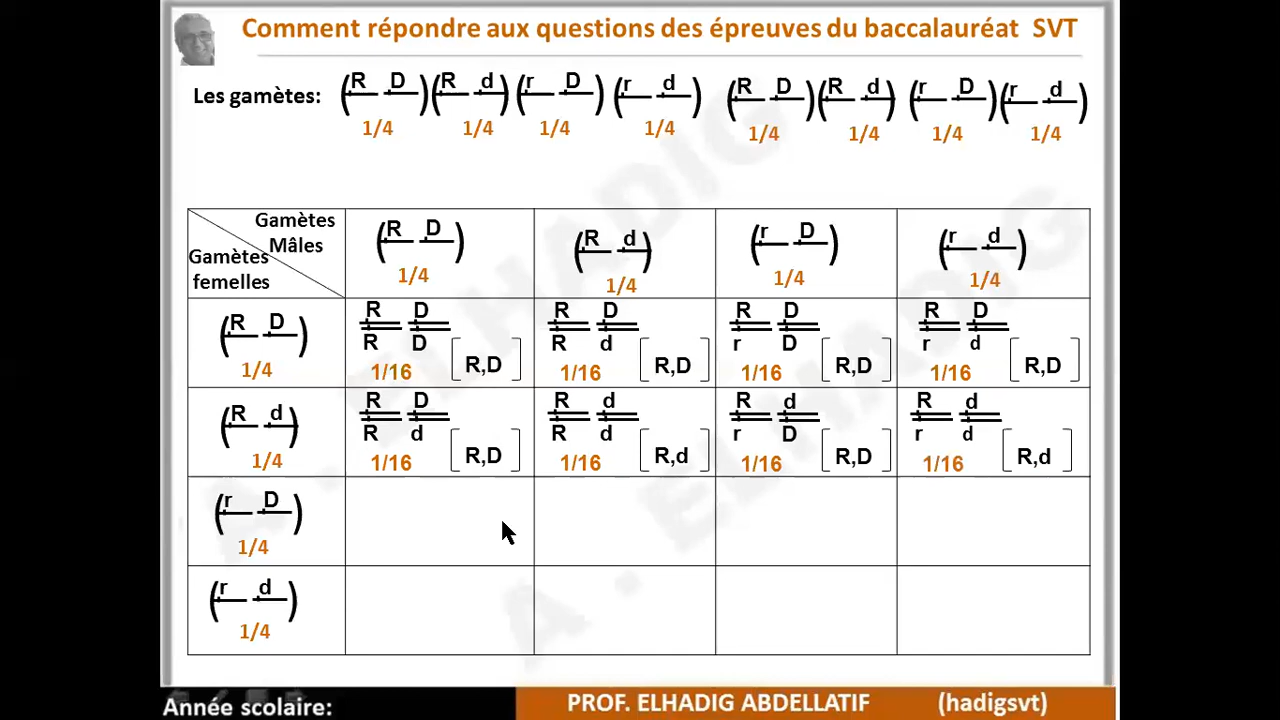 Comment répondre aux questions des épreuves du baccalauréat SVT
Les gamètes: (R D) (R d) (r D) (r d) (R D) (R d) (r D) (r d)
1/4 1/4 1/4 1/4 1/4 1/4 1/4 1/4
Gamètes
Mâles
Gamètes
femelles
(R D) (R d) (r D) (r d)
1/4 1/4 1/4 1/4
(R D)
1/4
R D R D R D R D
R D R d r D r d
1/16 [R,D] 1/16 [R,D] 1/16 [R,D] 1/16 [R,D]
(R d)
1/4
R D R d R d R d
R d R d r D r d
1/16 [R,D] 1/16 [R,d] 1/16 [R,D] 1/16 [R,d]
(r D)
1/4
(r d)
1/4
A . ELHADIG
A . ELHADIG
Année scolaire:
PROF. ELHADIG ABDELLATIF (hadigsvt)